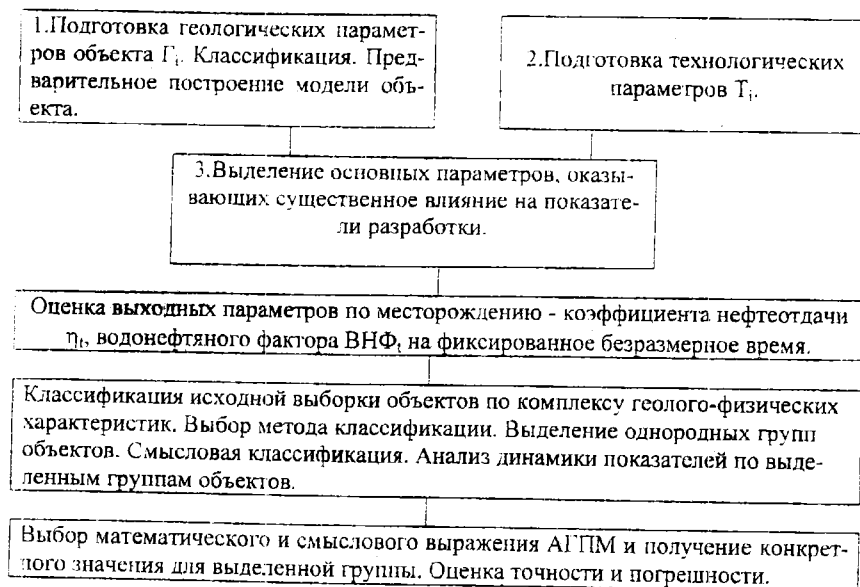 1.Подготовка геологических парамет-
ров объекта Гᵢ. Классификация. Пред-
варительное построение модели объ-
екта.
2.Подготовка технологических
параметров Tᵢ.
3.Выделение основных параметров, оказы-
вающих существенное влияние на показате-
ли разработки.
Оценка выходных параметров по месторождению - коэффициента нефтеотдачи
ηₜ, водонефтяного фактора ВНФₜ на фиксированное безразмерное время.
Классификация исходной выборки объектов по комплексу геолого-физических
характеристик. Выбор метода классификации. Выделение однородных групп
объектов. Смысловая классификация. Анализ динамики показателей по выде-
ленным группам объектов.
Выбор математического и смыслового выражения АГПМ и получение конкрет-
ного значения для выделенной группы. Оценка точности и погрешности.